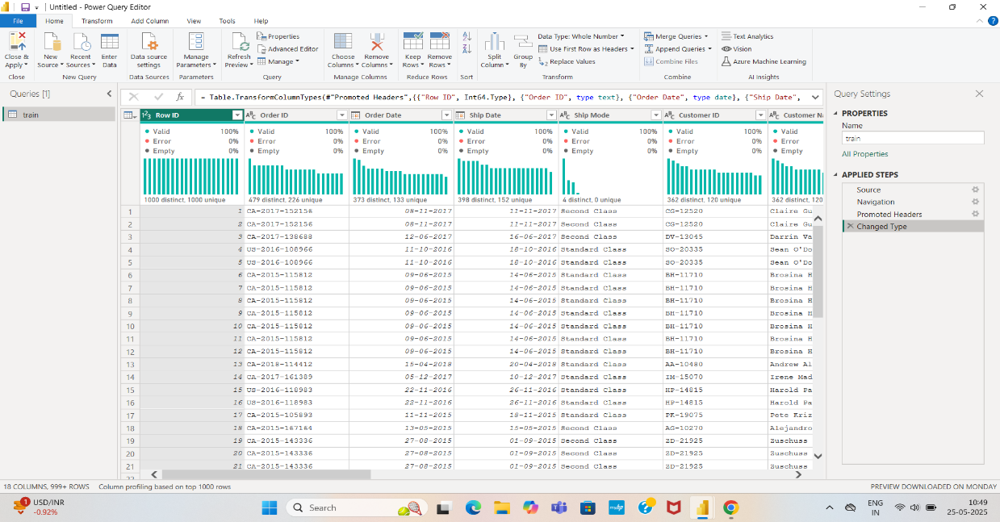 Untitled - Power Query Editor
File Home Transform Add Column View Tools Help
Close & Apply
New Source
Recent Sources
Enter Data
Data source settings
Manage Parameters
Refresh Preview
Properties
Advanced Editor
Manage
Choose Columns
Remove Columns
Keep Rows
Remove Rows
Split Column
Group By
Data Type: Whole Number
Use First Row as Headers
Replace Values
Merge Queries
Append Queries
Combine Files
Text Analytics
Vision
Azure Machine Learning
Close New Query Data Sources Parameters Query Manage Columns Reduce Rows Sort Transform Combine AI Insights
Queries [1]
train
= Table.TransformColumnTypes(#"Promoted Headers",{{"Row ID", Int64.Type}, {"Order ID", type text}, {"Order Date", type date}, {"Ship Date",
Row ID Order ID Order Date Ship Date Ship Mode Customer ID Customer Na
Valid 100% Valid 100% Valid 100% Valid 100% Valid 100% Valid 100% Valid
Error 0% Error 0% Error 0% Error 0% Error 0% Error 0% Error
Empty 0% Empty 0% Empty 0% Empty 0% Empty 0% Empty 0% Empty
1000 distinct, 1000 unique 479 distinct, 226 unique 373 distinct, 133 unique 398 distinct, 152 unique 4 distinct, 0 unique 362 distinct, 120 unique 362 distinct, 120
1 1 CA-2017-152156 08-11-2017 11-11-2017 Second Class CG-12520 Claire Gu
2 2 CA-2017-152156 08-11-2017 11-11-2017 Second Class CG-12520 Claire Gu
3 3 CA-2017-138688 12-06-2017 16-06-2017 Second Class DV-13045 Darrin Va
4 4 US-2016-108966 11-10-2016 18-10-2016 Standard Class SO-20335 Sean O'Do
5 5 US-2016-108966 11-10-2016 18-10-2016 Standard Class SO-20335 Sean O'Do
6 6 CA-2015-115812 09-06-2015 14-06-2015 Standard Class BH-11710 Brosina H
7 7 CA-2015-115812 09-06-2015 14-06-2015 Standard Class BH-11710 Brosina H
8 8 CA-2015-115812 09-06-2015 14-06-2015 Standard Class BH-11710 Brosina H
9 9 CA-2015-115812 09-06-2015 14-06-2015 Standard Class BH-11710 Brosina H
10 10 CA-2015-115812 09-06-2015 14-06-2015 Standard Class BH-11710 Brosina H
11 11 CA-2015-115812 09-06-2015 14-06-2015 Standard Class BH-11710 Brosina H
12 12 CA-2015-115812 09-06-2015 14-06-2015 Standard Class BH-11710 Brosina H
13 13 CA-2018-114412 15-04-2018 20-04-2018 Standard Class AA-10480 Andrew Al
14 14 CA-2017-161389 05-12-2017 10-12-2017 Standard Class IM-15070 Irene Mad
15 15 US-2016-118983 22-11-2016 26-11-2016 Standard Class HP-14815 Harold Pa
16 16 US-2016-118983 22-11-2016 26-11-2016 Standard Class HP-14815 Harold Pa
17 17 CA-2015-105893 11-11-2015 18-11-2015 Standard Class PK-19075 Pete Kriz
18 18 CA-2015-167164 13-05-2015 15-05-2015 Second Class AG-10270 Alejandro
19 19 CA-2015-143336 27-08-2015 01-09-2015 Second Class ZD-21925 Zuschuss
20 20 CA-2015-143336 27-08-2015 01-09-2015 Second Class ZD-21925 Zuschuss
21 21 CA-2015-143336 27-08-2015 01-09-2015 Second Class ZD-21925 Zuschuss
22
Query Settings
PROPERTIES
Name
train
All Properties
APPLIED STEPS
Source
Navigation
Promoted Headers
Changed Type
18 COLUMNS, 999+ ROWS Column profiling based on top 1000 rows PREVIEW DOWNLOADED ON MONDAY
1
USD/INR
-0.92%
Search
myhp
ENG
IN
10:49
25-05-2025